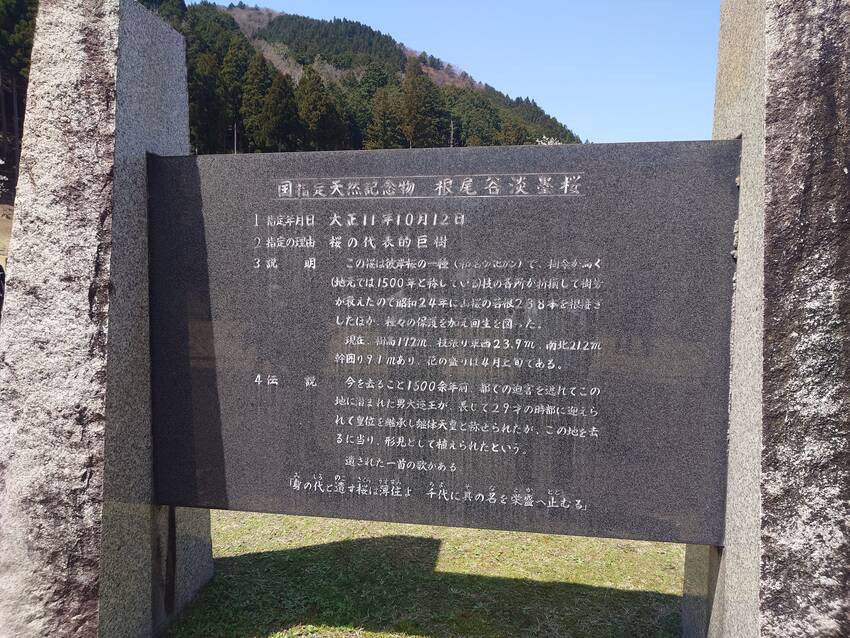 国指定天然記念物 根尾谷淡墨桜
1 指定年月日 大正11年10月12日
2 指定の理由 桜の代表的巨樹
3 説明 この桜は彼岸桜の一種(和名ウバヒガン)で、樹令が高く
(地元では1500年と称している)枝の各所が折損して樹勢
が衰えたので昭和24年に山桜の若根238本を根接ぎ
したほか、種々の保護を加え回生を図った。
現在、樹高17.2m、枝張り東西23.9m、南北21.2m
幹囲り9.1mあり、花の盛りは4月上旬である。
4 伝説 今を去ること1500余年前、都での迫害を逃れてこの
地に住まれた男大迹王が、長じて29才の時都に迎えら
れて皇位を継承し継体天皇と称せられたが、この地を去
るに当り、形見として植えられたという。
遺された一首の歌がある
「身の代と遺す桜は薄住よ 千代に其の名を栄盛へ止むる」